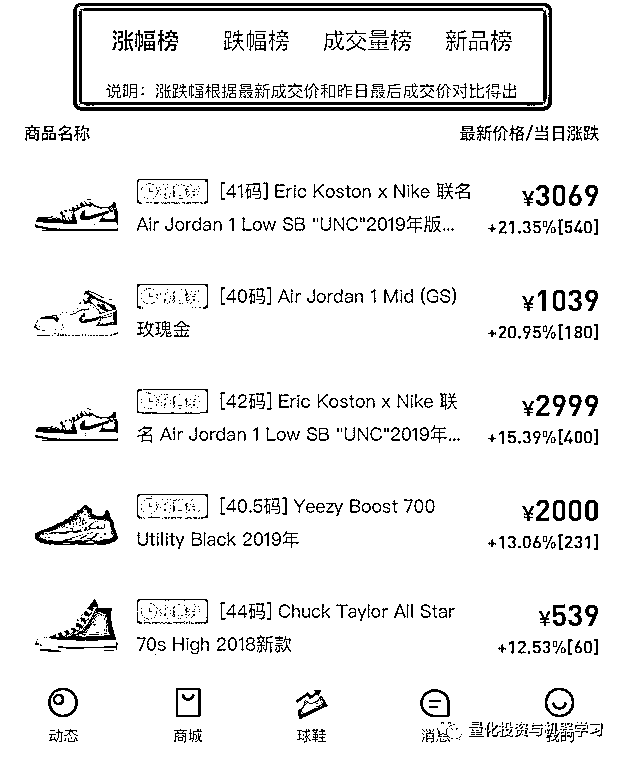 涨幅榜 跌幅榜 成交量榜 新品榜
说明：涨跌幅根据最新成交价和昨日最后成交价对比得出
商品名称 最新价格/当日涨跌
[41码] Eric Koston x Nike 联名
¥3069
Air Jordan 1 Low SB "UNC"2019年版...
+21.35%[540]
[40码] Air Jordan 1 Mid (GS)
¥1039
玫瑰金
+20.95%[180]
[42码] Eric Koston x Nike 联
¥2999
名 Air Jordan 1 Low SB "UNC"2019年...
+15.39%[400]
[40.5码] Yeezy Boost 700
¥2000
Utility Black 2019年
+13.06%[231]
[44码] Chuck Taylor All Star
¥539
70s High 2018新款
+12.53%[60]
动态 商城 球鞋 消息 我的
量化投资与机器学习